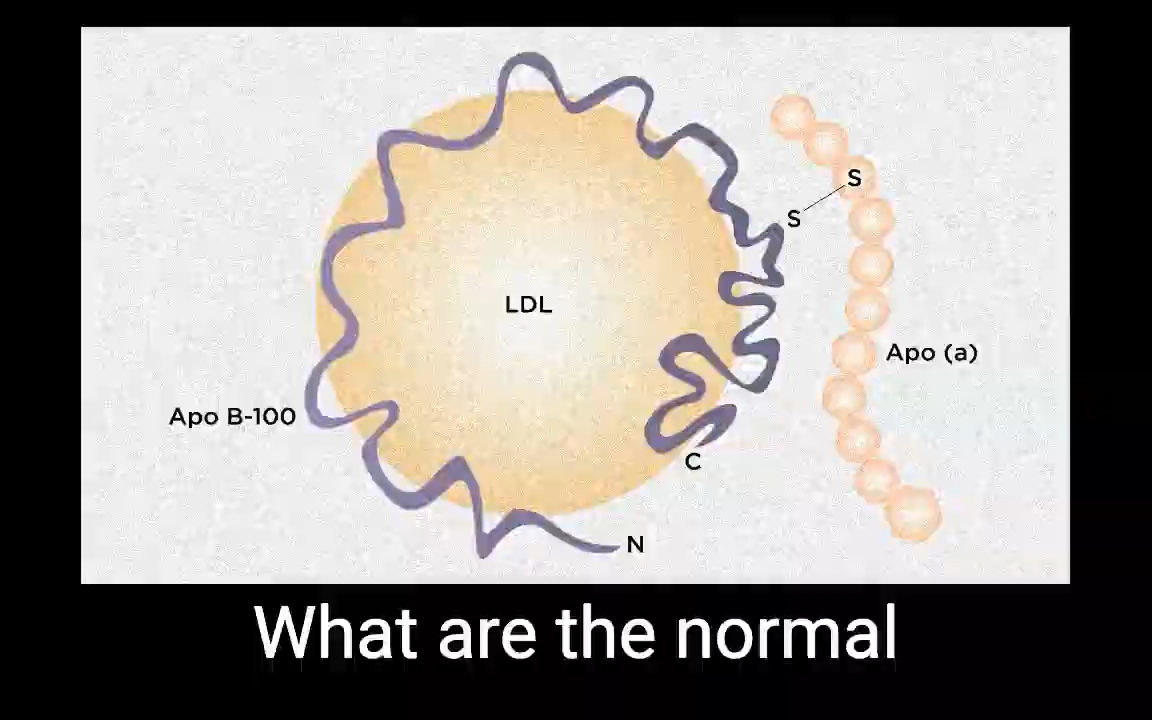 S
S
LDL
Apo (a)
Apo B-100
C
N
What are the normal